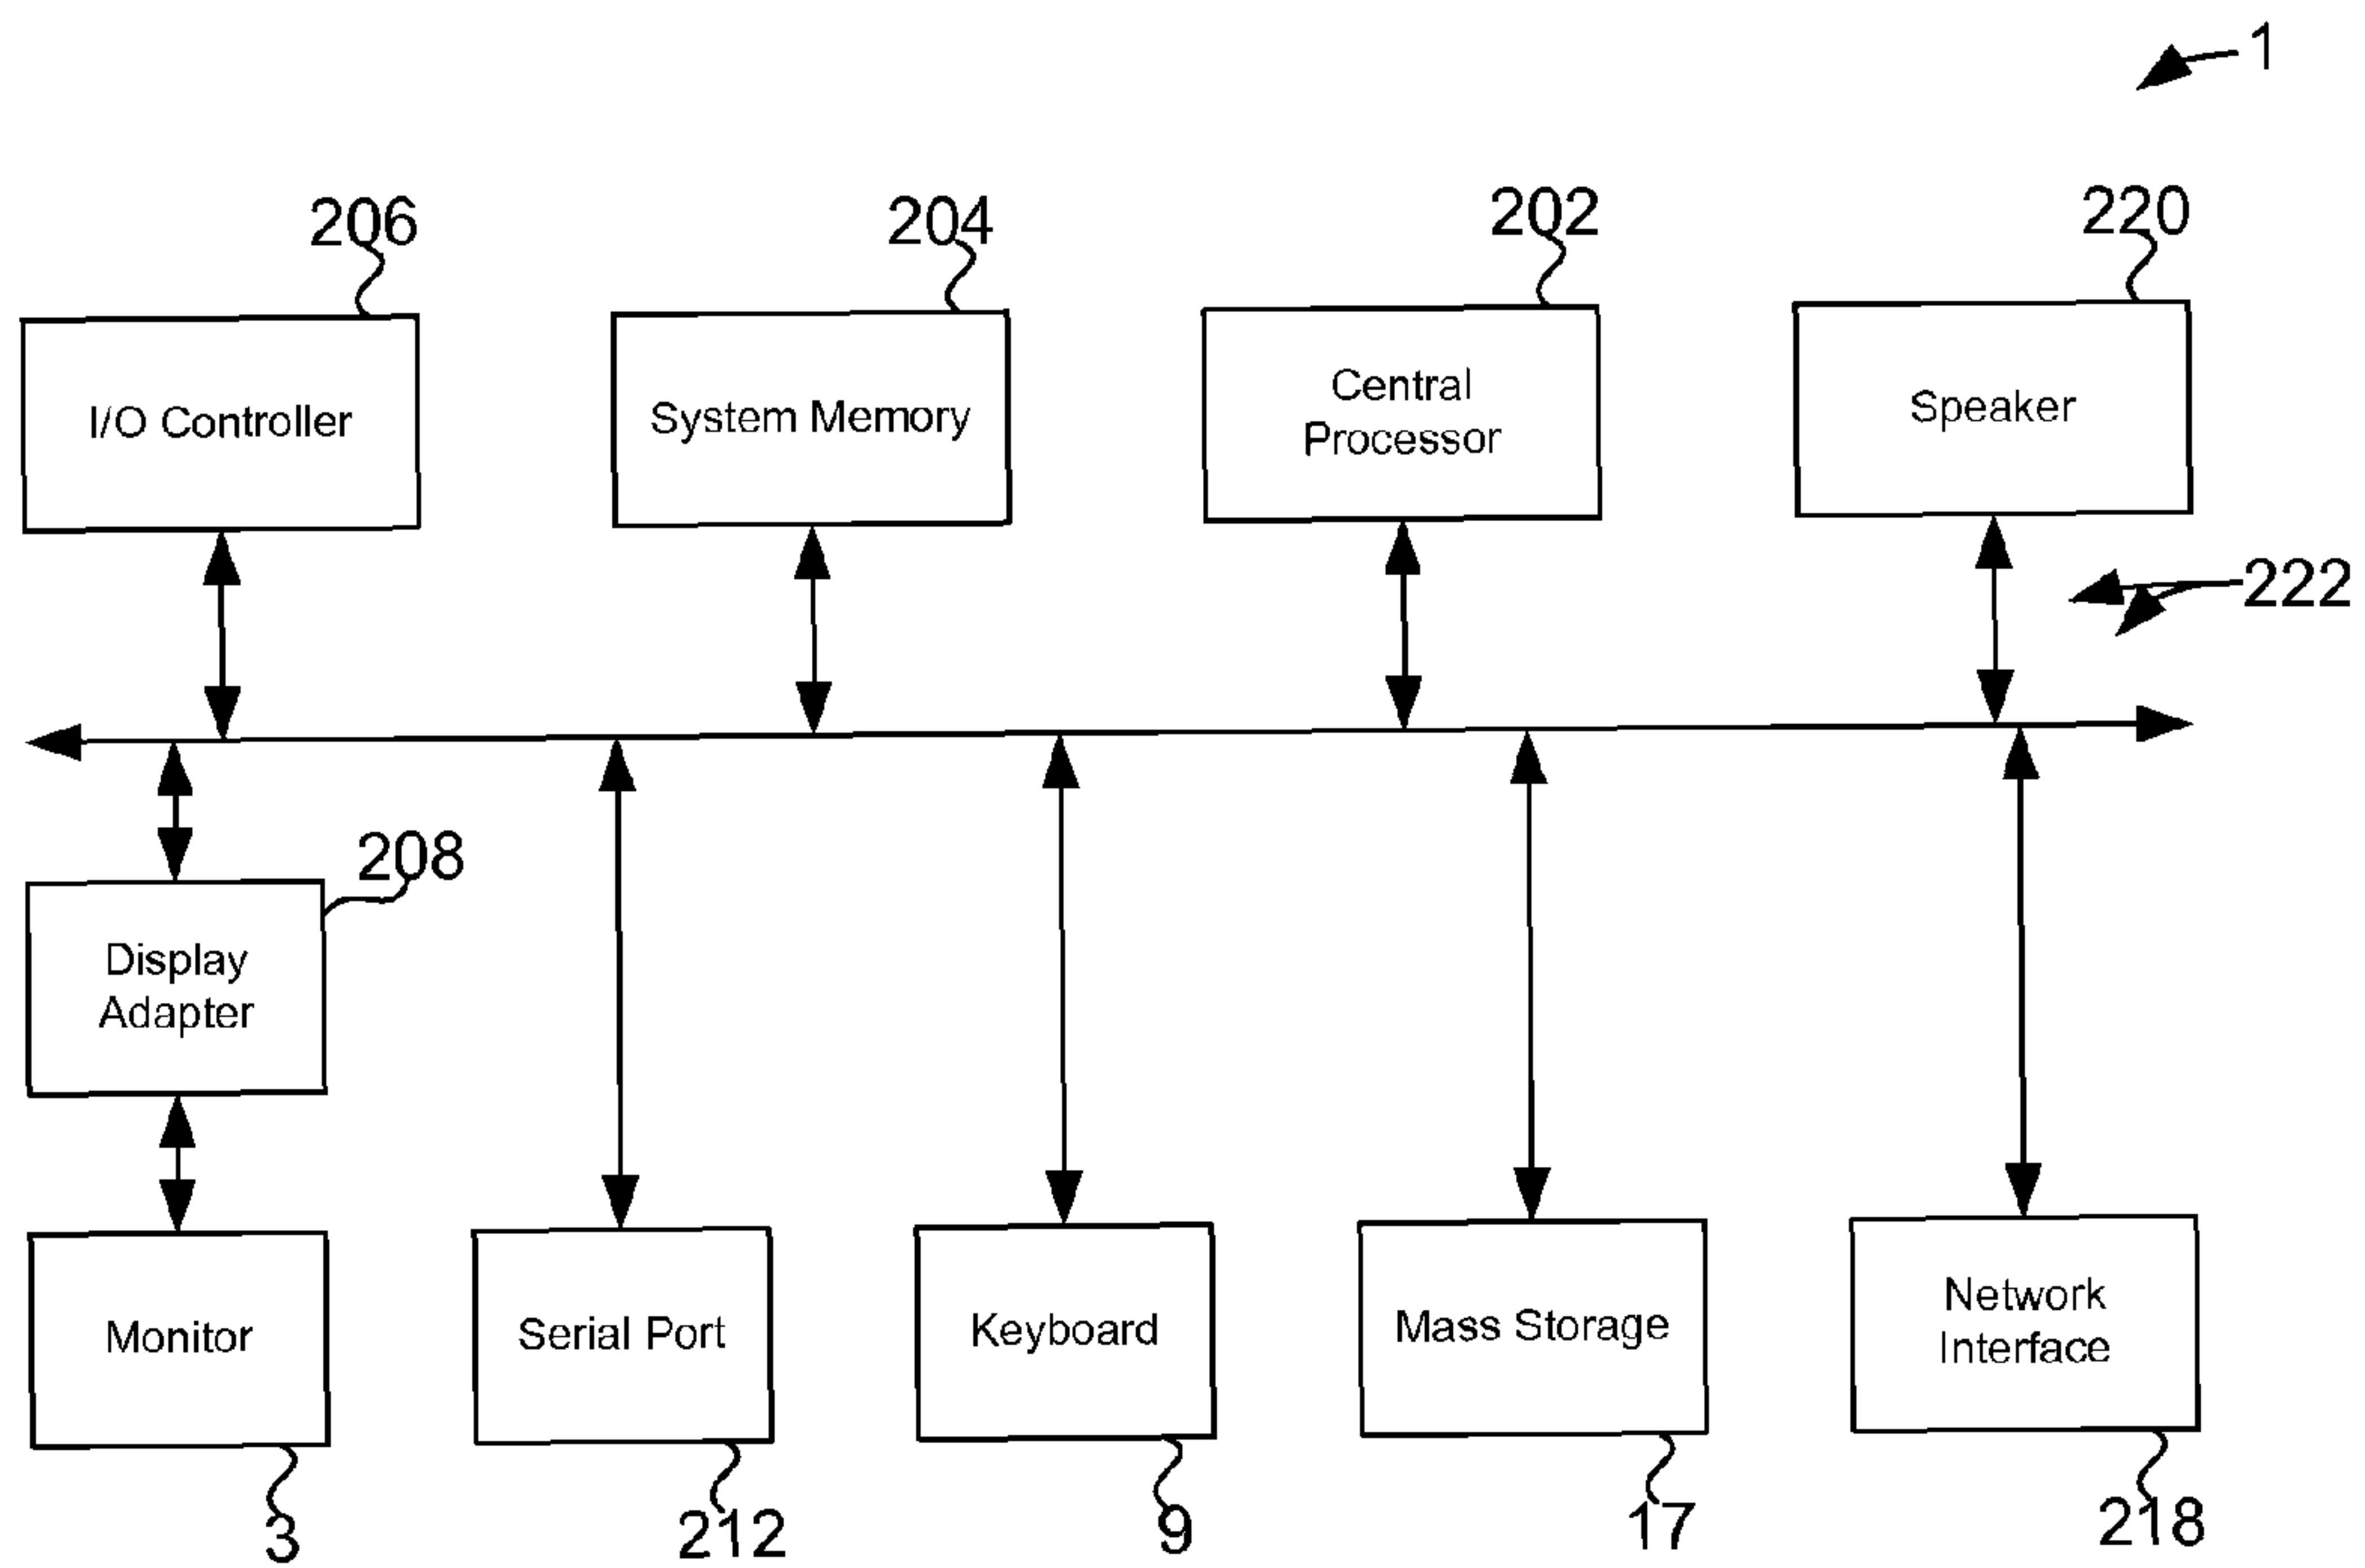 1
206
204
202
220
I/O Controller
System Memory
Central
Processor
Speaker
222
208
Display
Adapter
Monitor
Serial Port
Keyboard
Mass Storage
Network
Interface
3
212
9
17
218